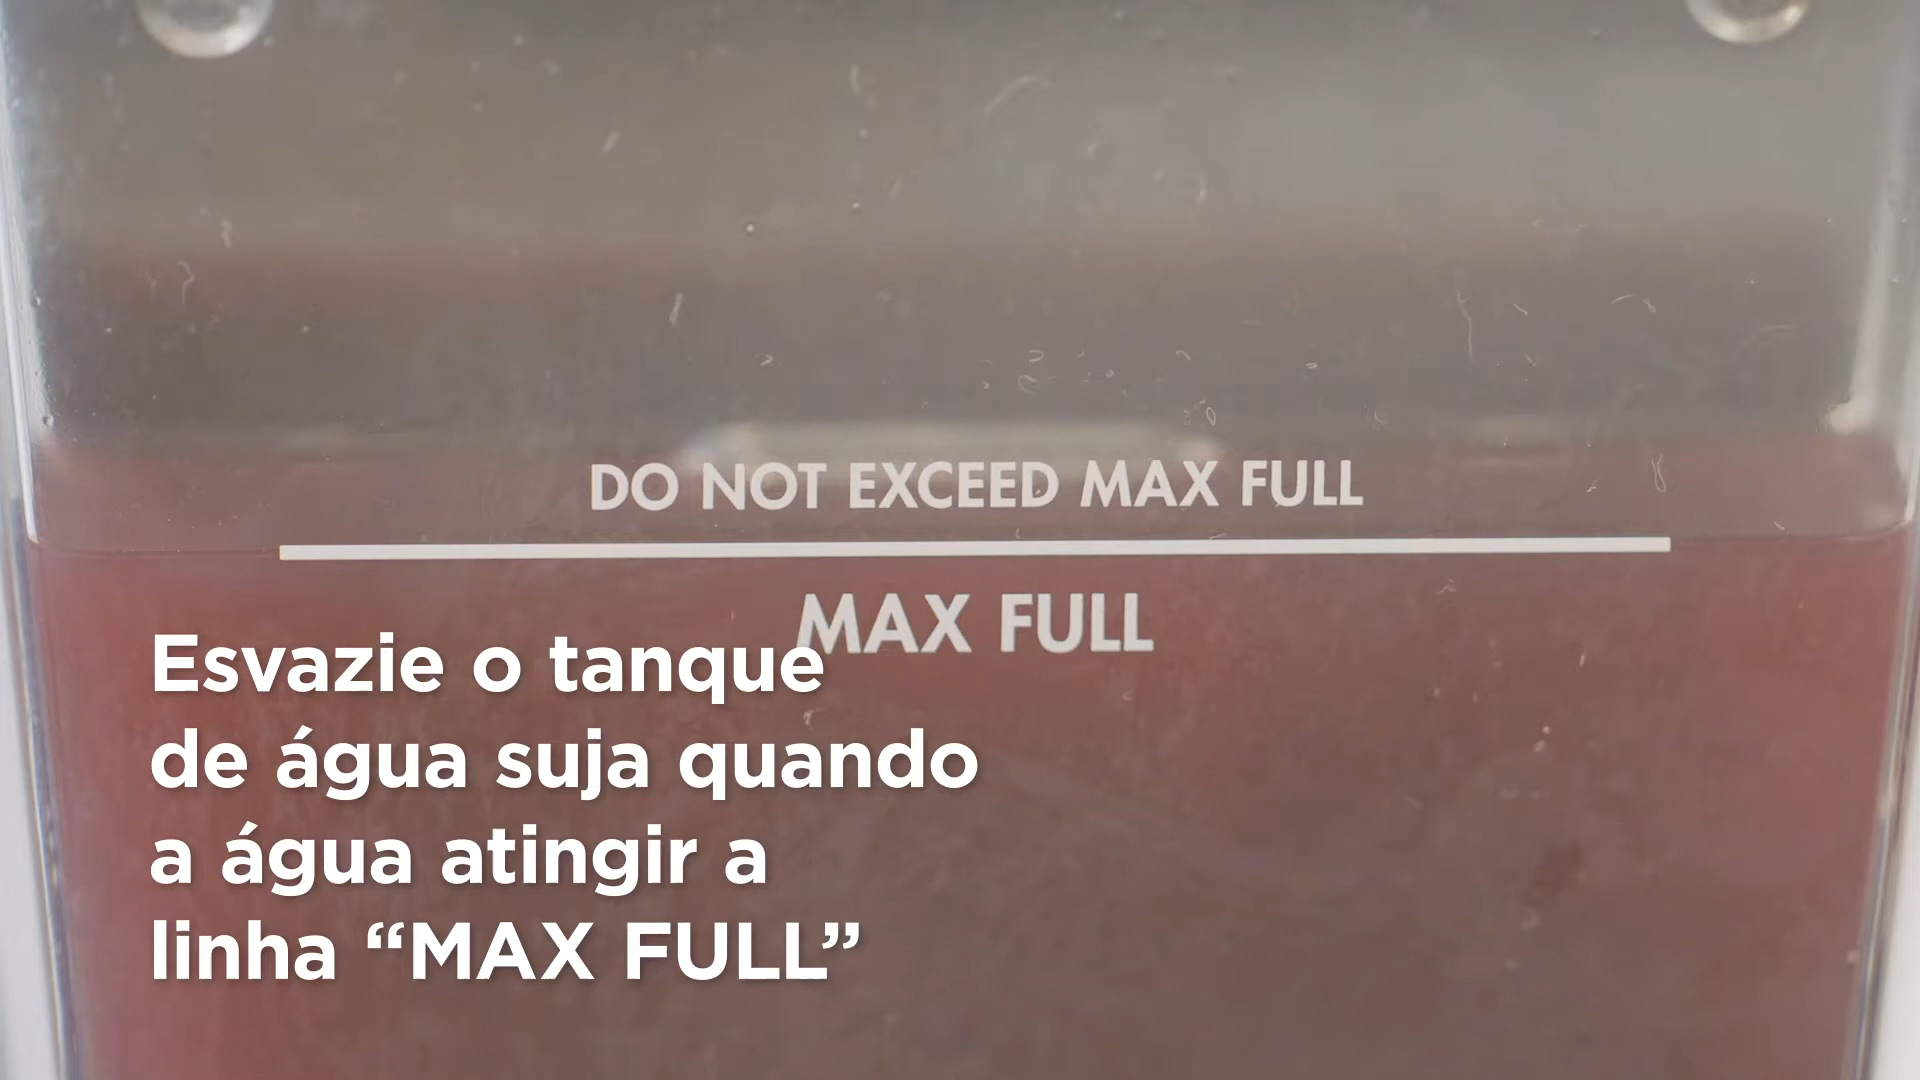 DO NOT EXCEED MAX FULL
MAX FULL
Esvazie o tanque
de água suja quando
a água atingir a
linha “MAX FULL”